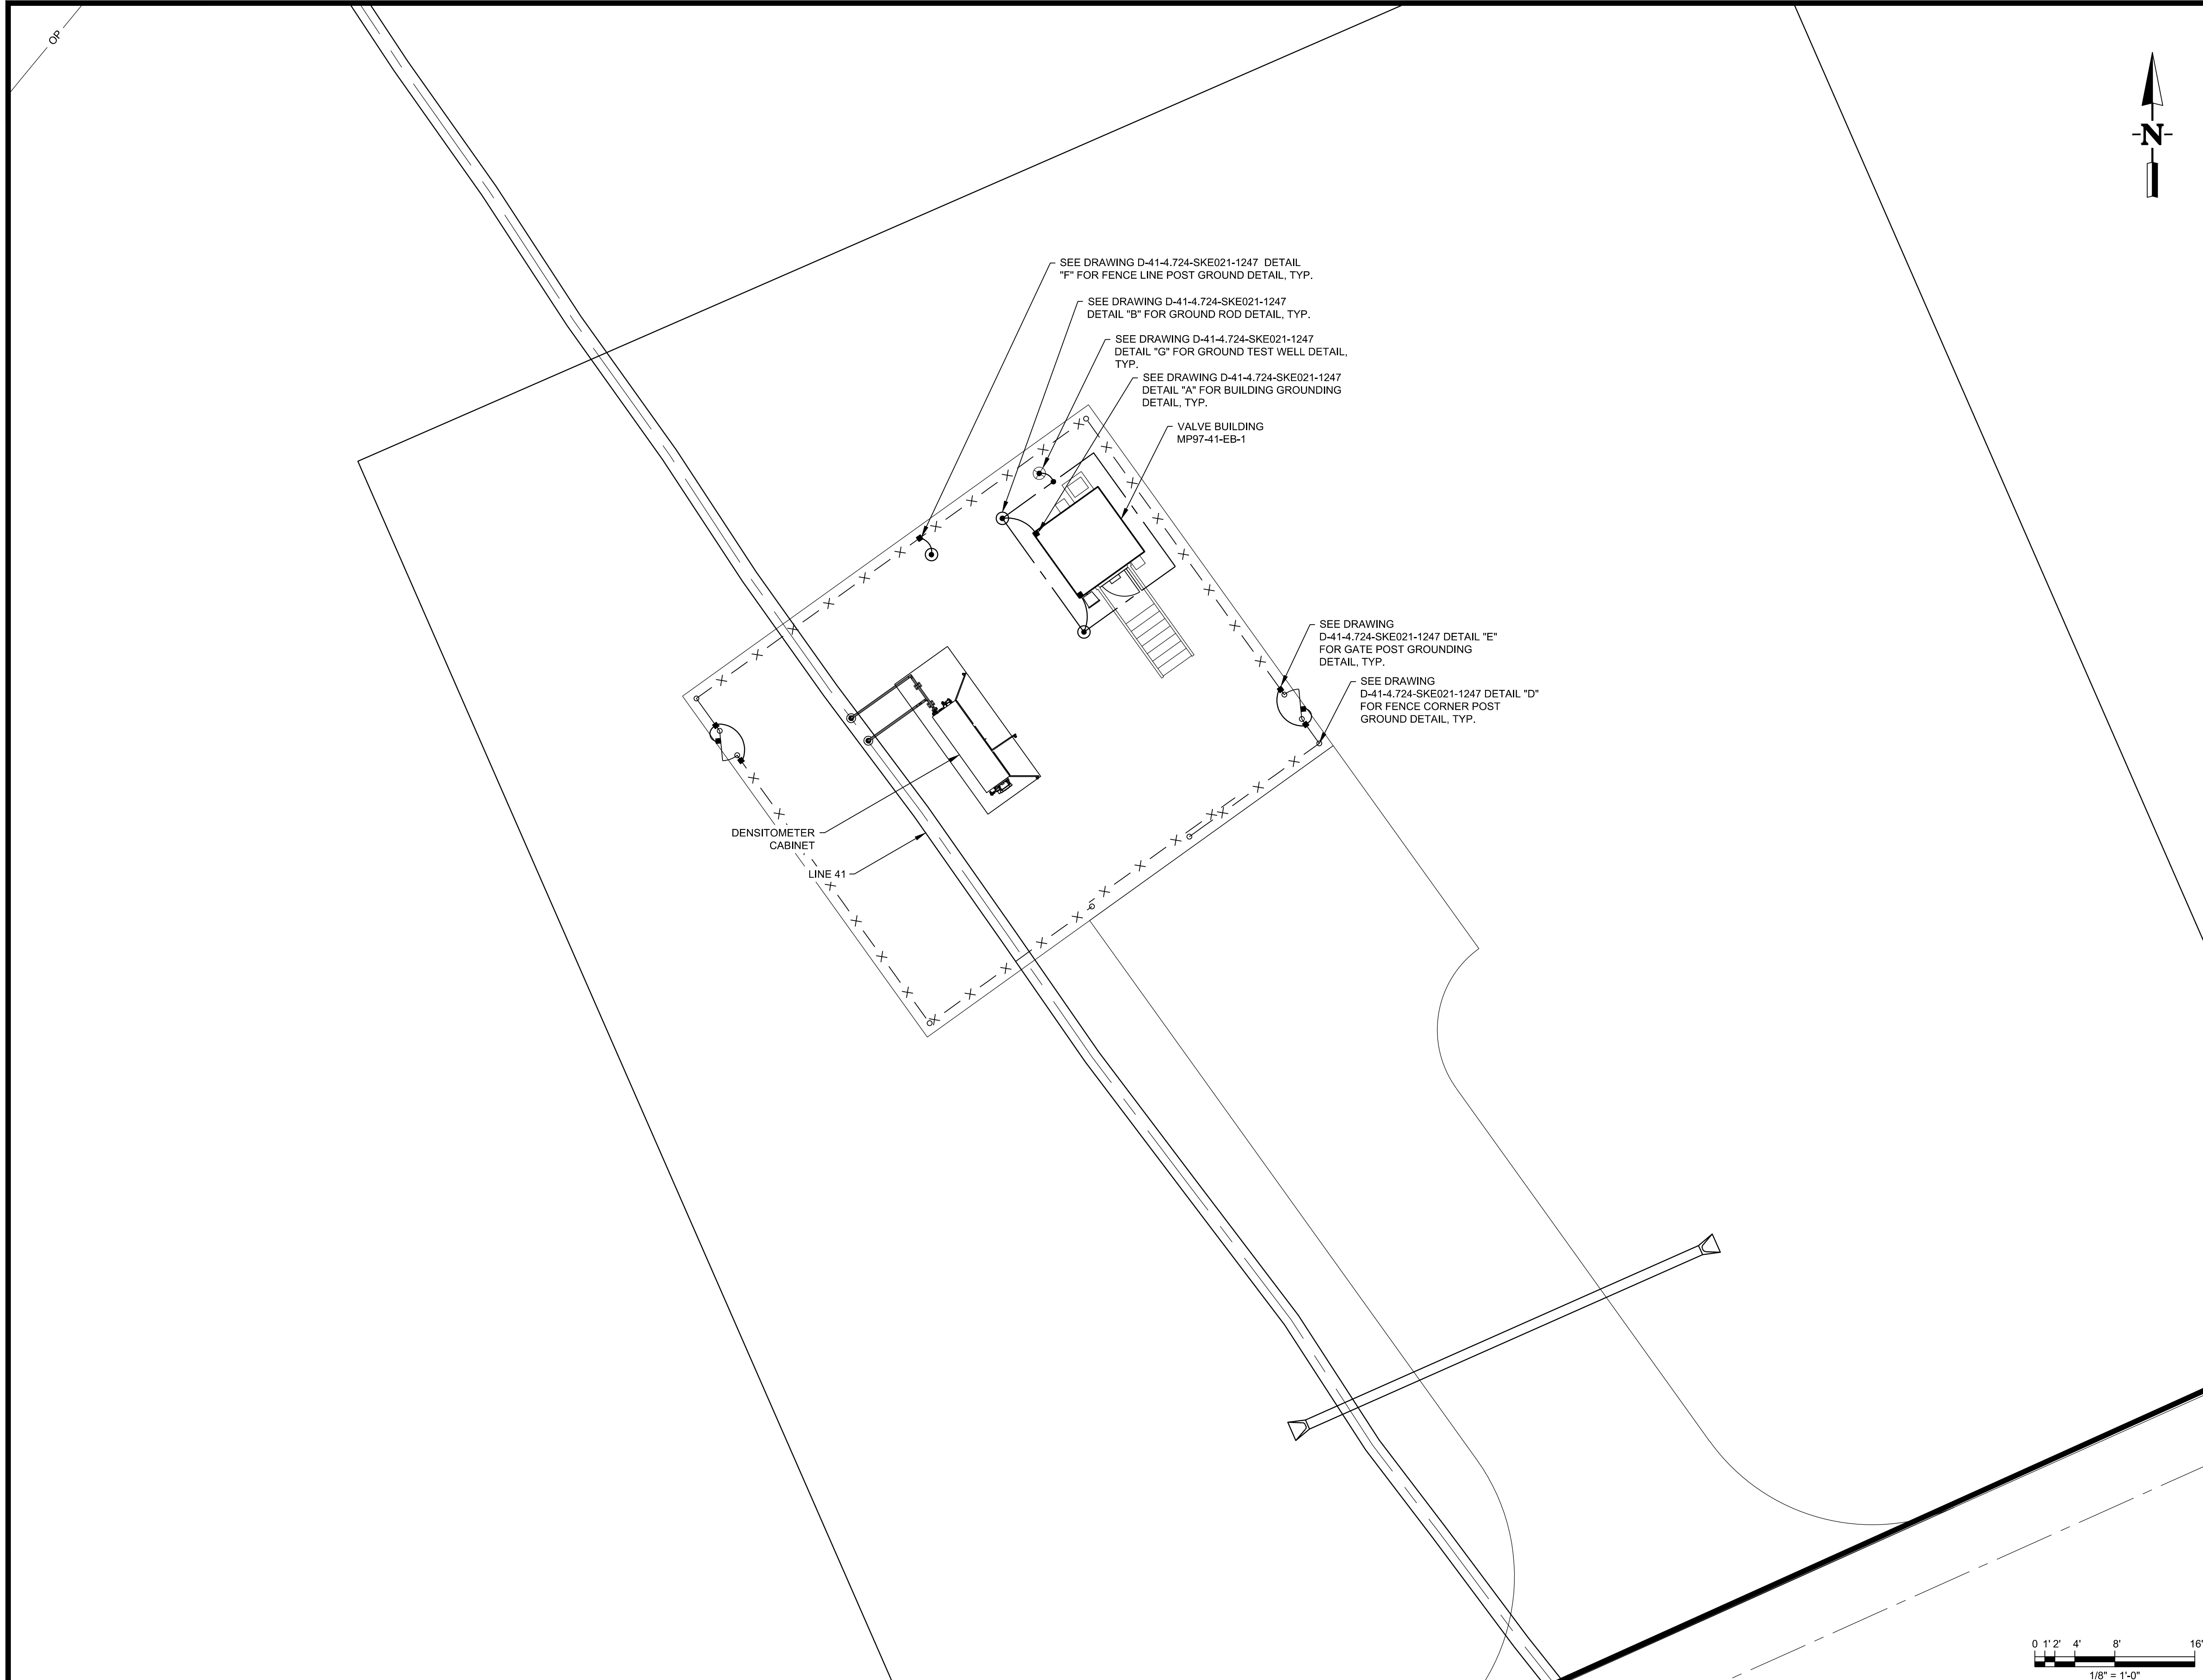 OP
N
SEE DRAWING D-41-4.724-SKE021-1247 DETAIL
"F" FOR FENCE LINE POST GROUND DETAIL, TYP.
SEE DRAWING D-41-4.724-SKE021-1247
DETAIL "B" FOR GROUND ROD DETAIL, TYP.
SEE DRAWING D-41-4.724-SKE021-1247
DETAIL "G" FOR GROUND TEST WELL DETAIL,
TYP.
SEE DRAWING D-41-4.724-SKE021-1247
DETAIL "A" FOR BUILDING GROUNDING
DETAIL, TYP.
VALVE BUILDING
MP97-41-EB-1
SEE DRAWING
D-41-4.724-SKE021-1247 DETAIL "E"
FOR GATE POST GROUNDING
DETAIL, TYP.
SEE DRAWING
D-41-4.724-SKE021-1247 DETAIL "D"
FOR FENCE CORNER POST
GROUND DETAIL, TYP.
DENSITOMETER
CABINET
LINE 41
0 1' 2' 4' 8' 16'
1/8" = 1'-0"